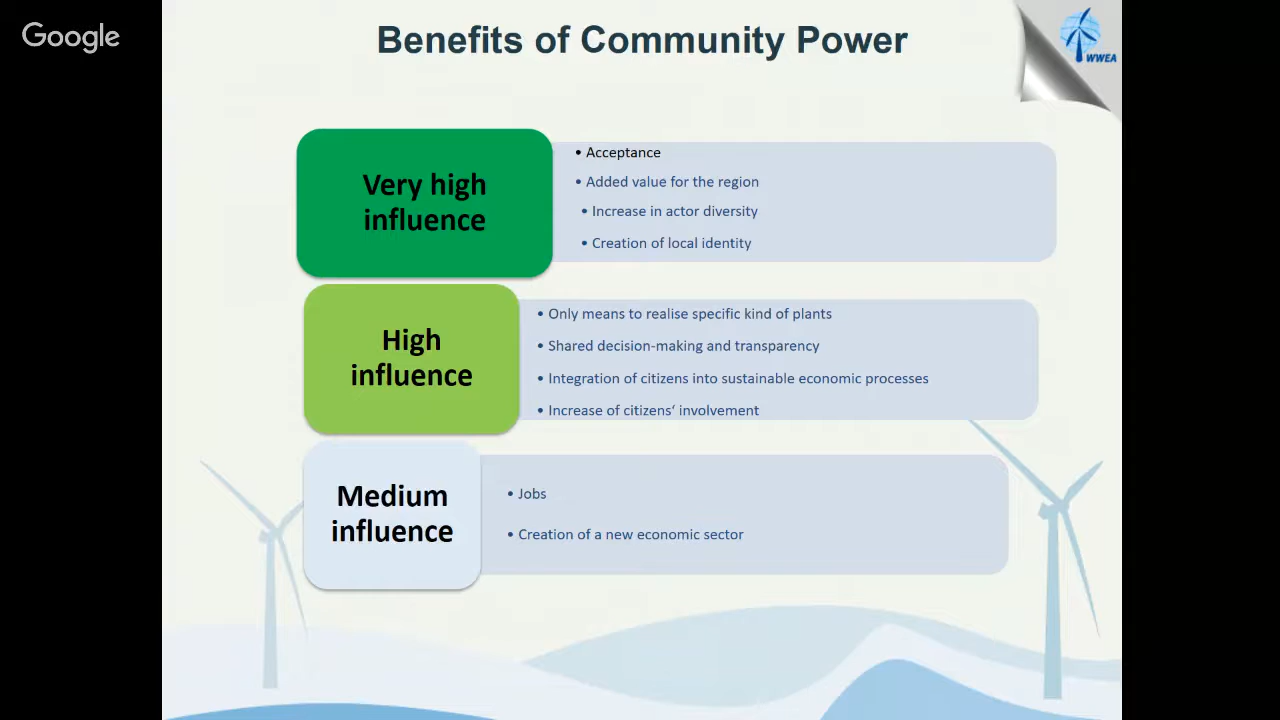 Google
Benefits of Community Power
WWEA
Very high
influence
• Acceptance
• Added value for the region
• Increase in actor diversity
• Creation of local identity
High
influence
• Only means to realise specific kind of plants
• Shared decision-making and transparency
• Integration of citizens into sustainable economic processes
• Increase of citizens‘ involvement
Medium
influence
• Jobs
• Creation of a new economic sector